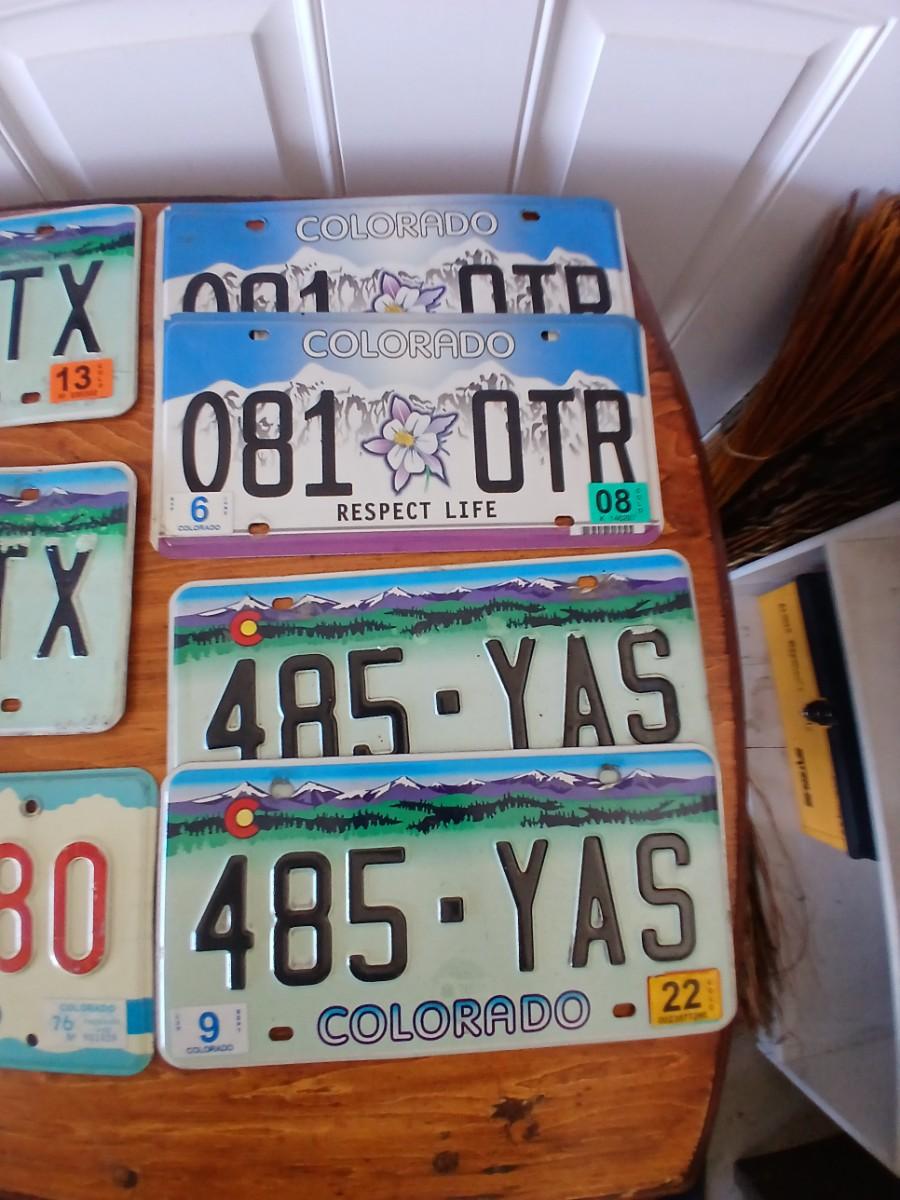 TX
13
TX
80
COLORADO
76
COLORADO
081 OTR
COLORADO
081 OTR
6
COLORADO
RESPECT LIFE
08
C
485·YAS
C
485·YAS
9
COLORADO
COLORADO
22